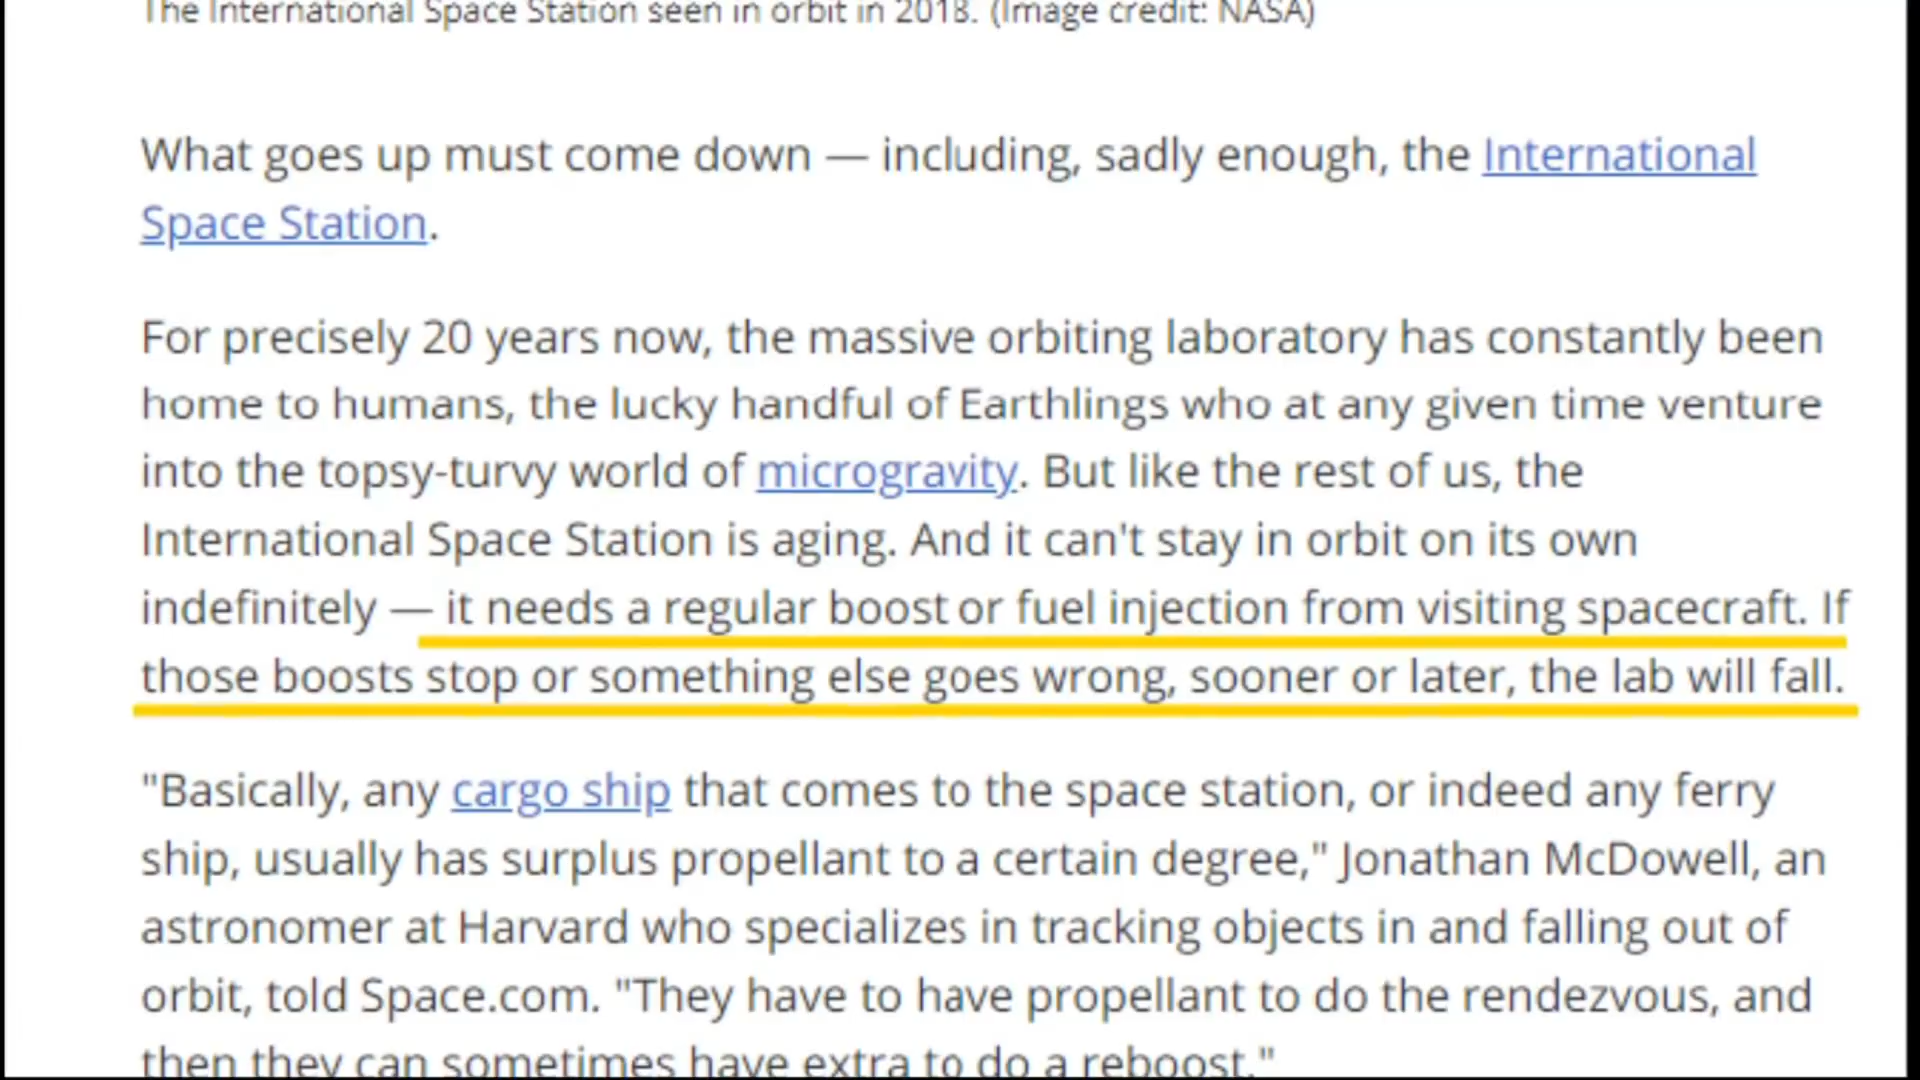 The International Space Station seen in orbit in 2018. (Image credit: NASA)
What goes up must come down — including, sadly enough, the International
Space Station.
For precisely 20 years now, the massive orbiting laboratory has constantly been
home to humans, the lucky handful of Earthlings who at any given time venture
into the topsy-turvy world of microgravity. But like the rest of us, the
International Space Station is aging. And it can't stay in orbit on its own
indefinitely — it needs a regular boost or fuel injection from visiting spacecraft. If
those boosts stop or something else goes wrong, sooner or later, the lab will fall.
"Basically, any cargo ship that comes to the space station, or indeed any ferry
ship, usually has surplus propellant to a certain degree," Jonathan McDowell, an
astronomer at Harvard who specializes in tracking objects in and falling out of
orbit, told Space.com. "They have to have propellant to do the rendezvous, and
then they can sometimes have extra to do a reboost."